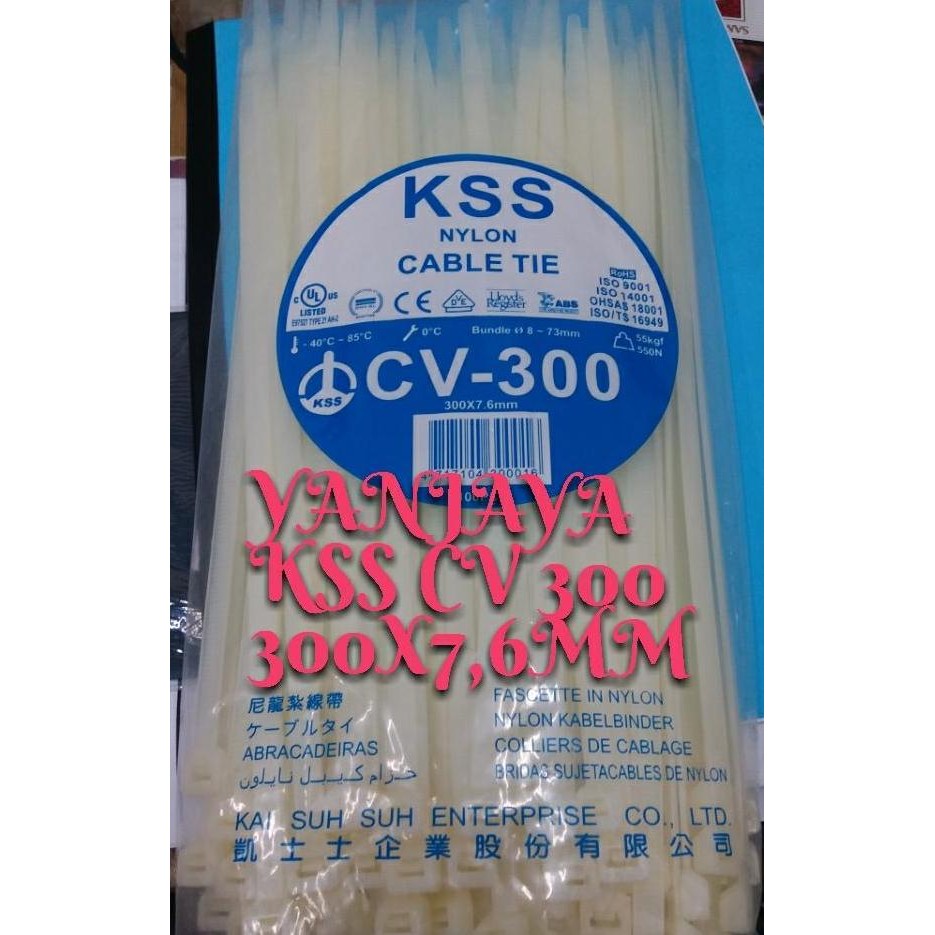 KSS
NYLON
CABLE TIE
RoHS
ISO 9001
ISO 14001
OHSAS 18001
ISO/TS 16949
C UL US
LISTED
CE
Lloyd's
Register
ABS
- 40°C ~ 85°C
0°C
Bundle Ø 8 ~ 73mm
55kgf
550N
KSS
CV-300
300X7.6mm
YANJAYA
KSS CV 300
300X7,6MM
尼龍紮線帶
ケーブルタイ
ABRACADEIRAS
حزام كيبل نايلون
FASCETTE IN NYLON
NYLON KABELBINDER
COLLIERS DE CABLAGE
BRIDAS SUJETACABLES DE NYLON
KAI SUH SUH ENTERPRISE CO., LTD.
凱士士企業股份有限公司